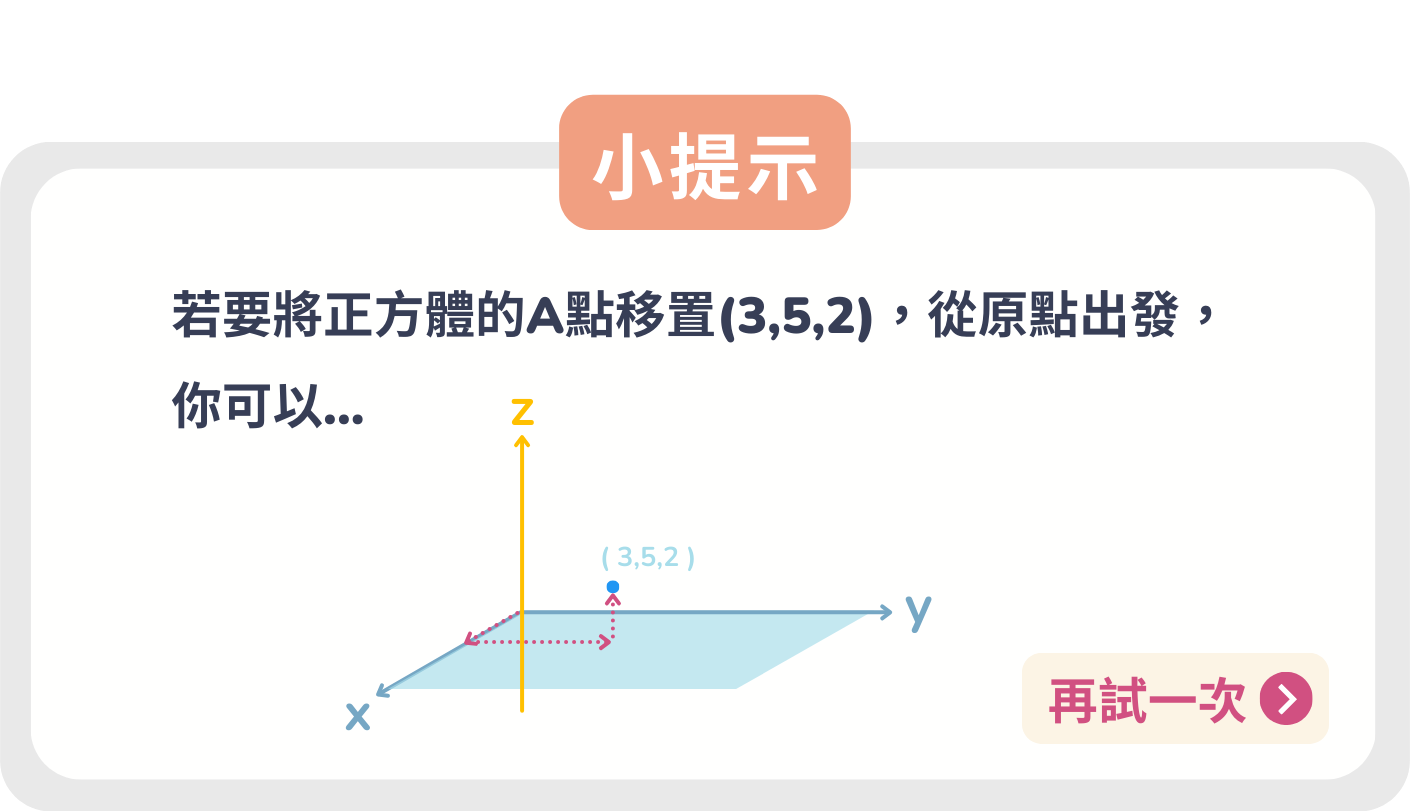 小提示
若要將正方體的A點移置(3,5,2)，從原點出發，
你可以...
z
( 3,5,2 )
y
x
再試一次